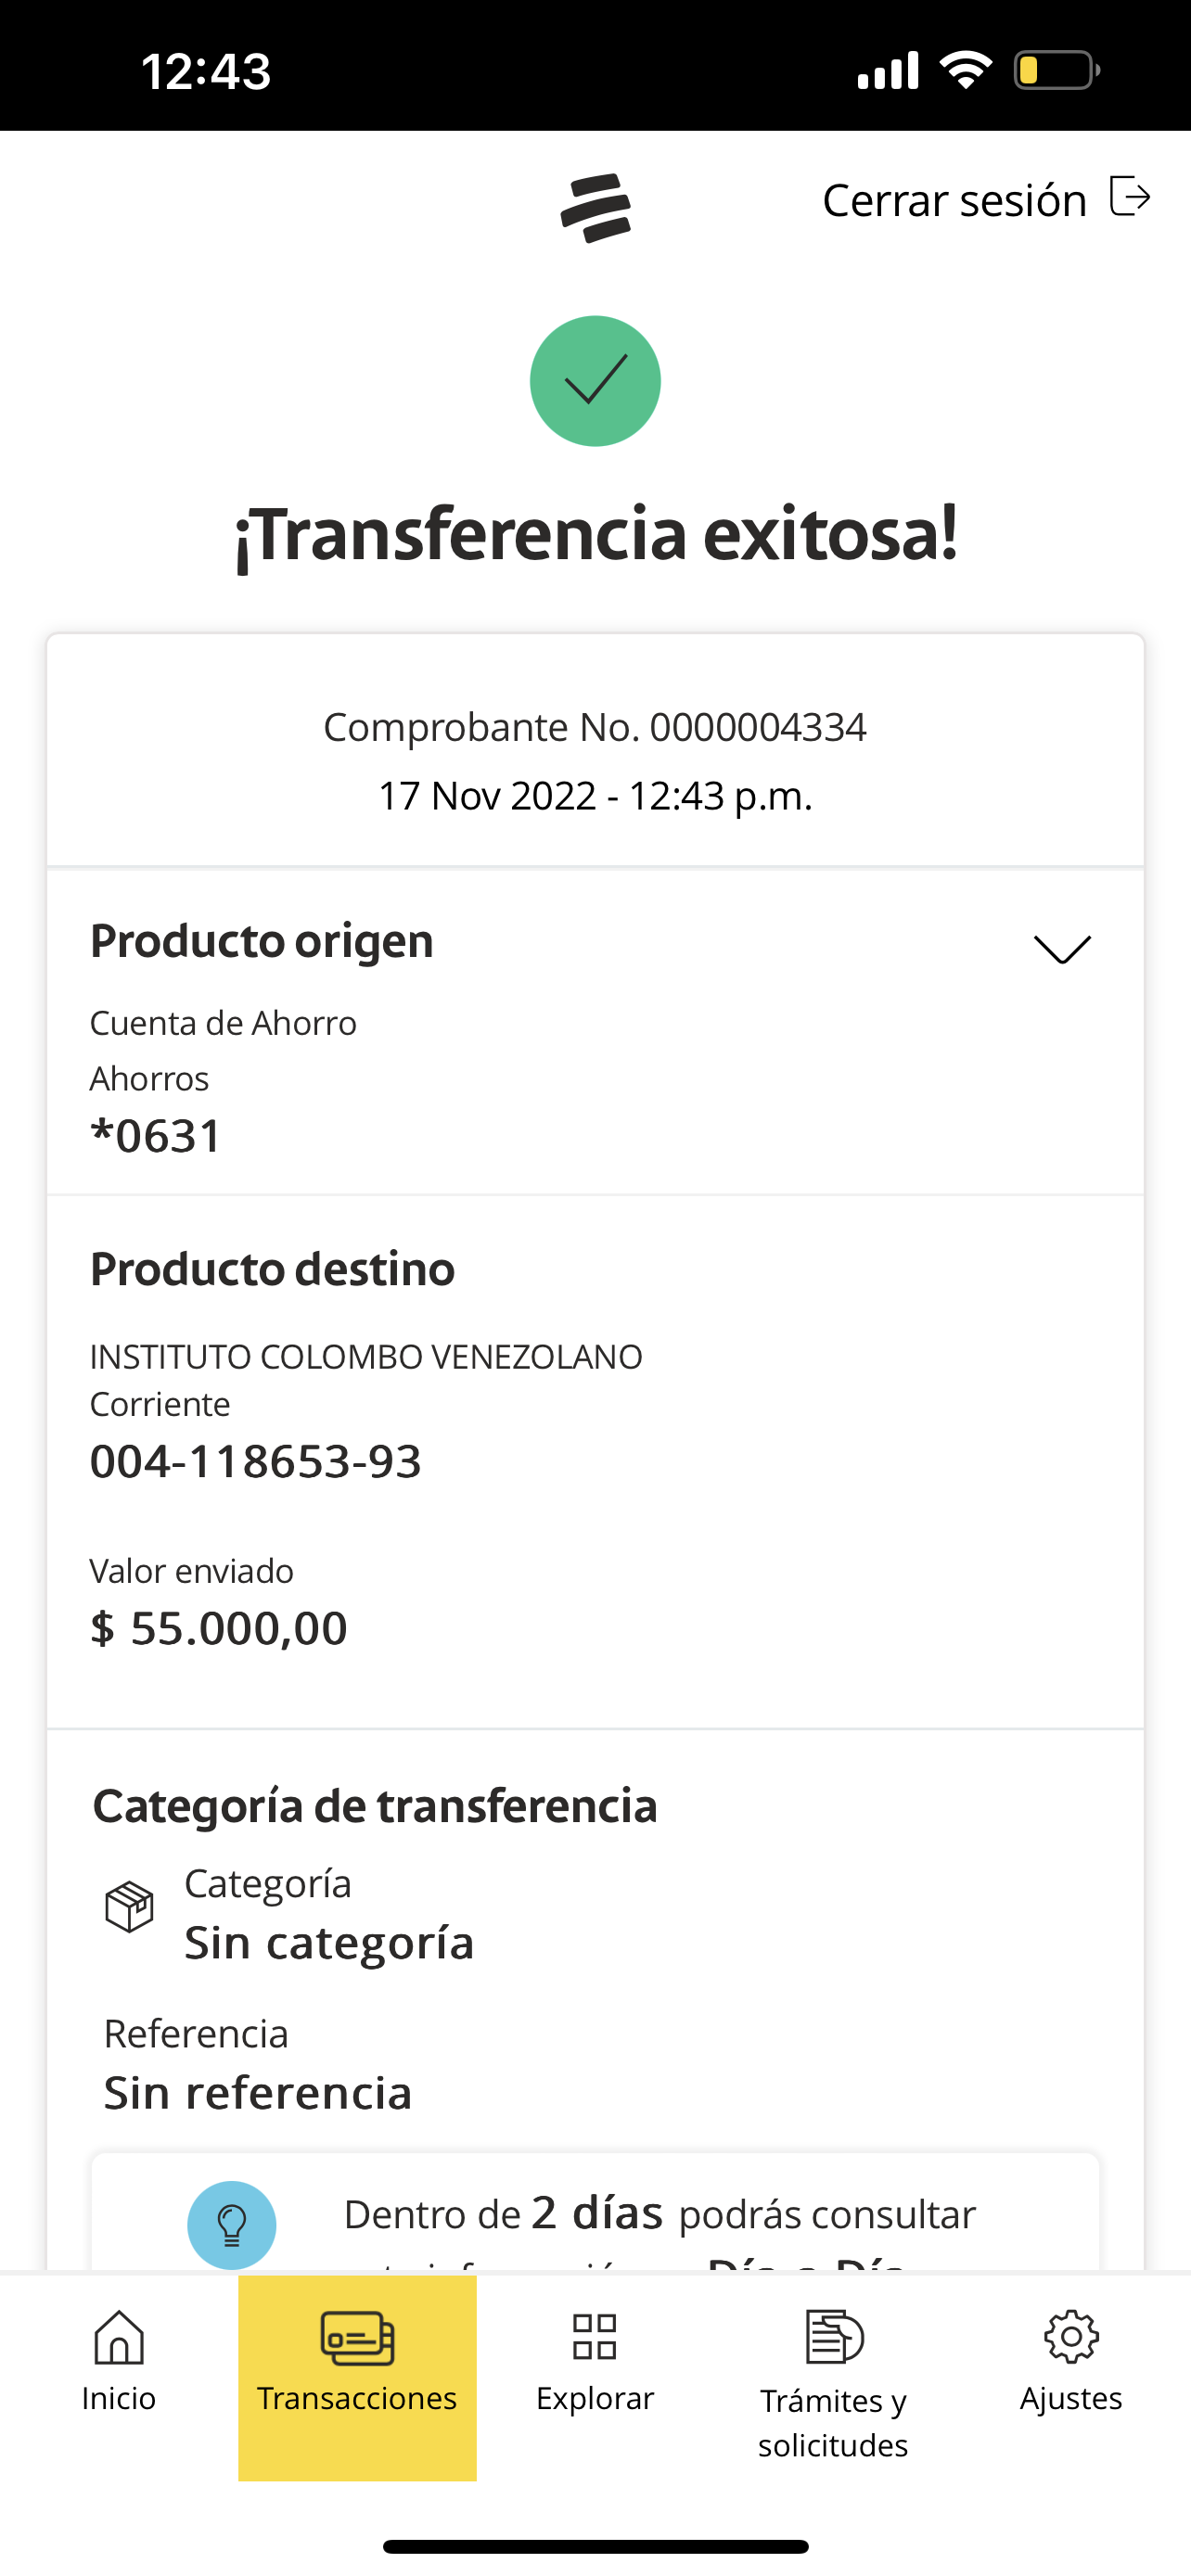 12:43
Cerrar sesión
¡Transferencia exitosa!
Comprobante No. 0000004334
17 Nov 2022 - 12:43 p.m.
Producto origen
Cuenta de Ahorro
Ahorros
*0631
Producto destino
INSTITUTO COLOMBO VENEZOLANO
Corriente
004-118653-93
Valor enviado
$ 55.000,00
Categoría de transferencia
Categoría
Sin categoría
Referencia
Sin referencia
Dentro de 2 días podrás consultar
Día a Día
Inicio
Transacciones
Explorar
Trámites y
solicitudes
Ajustes